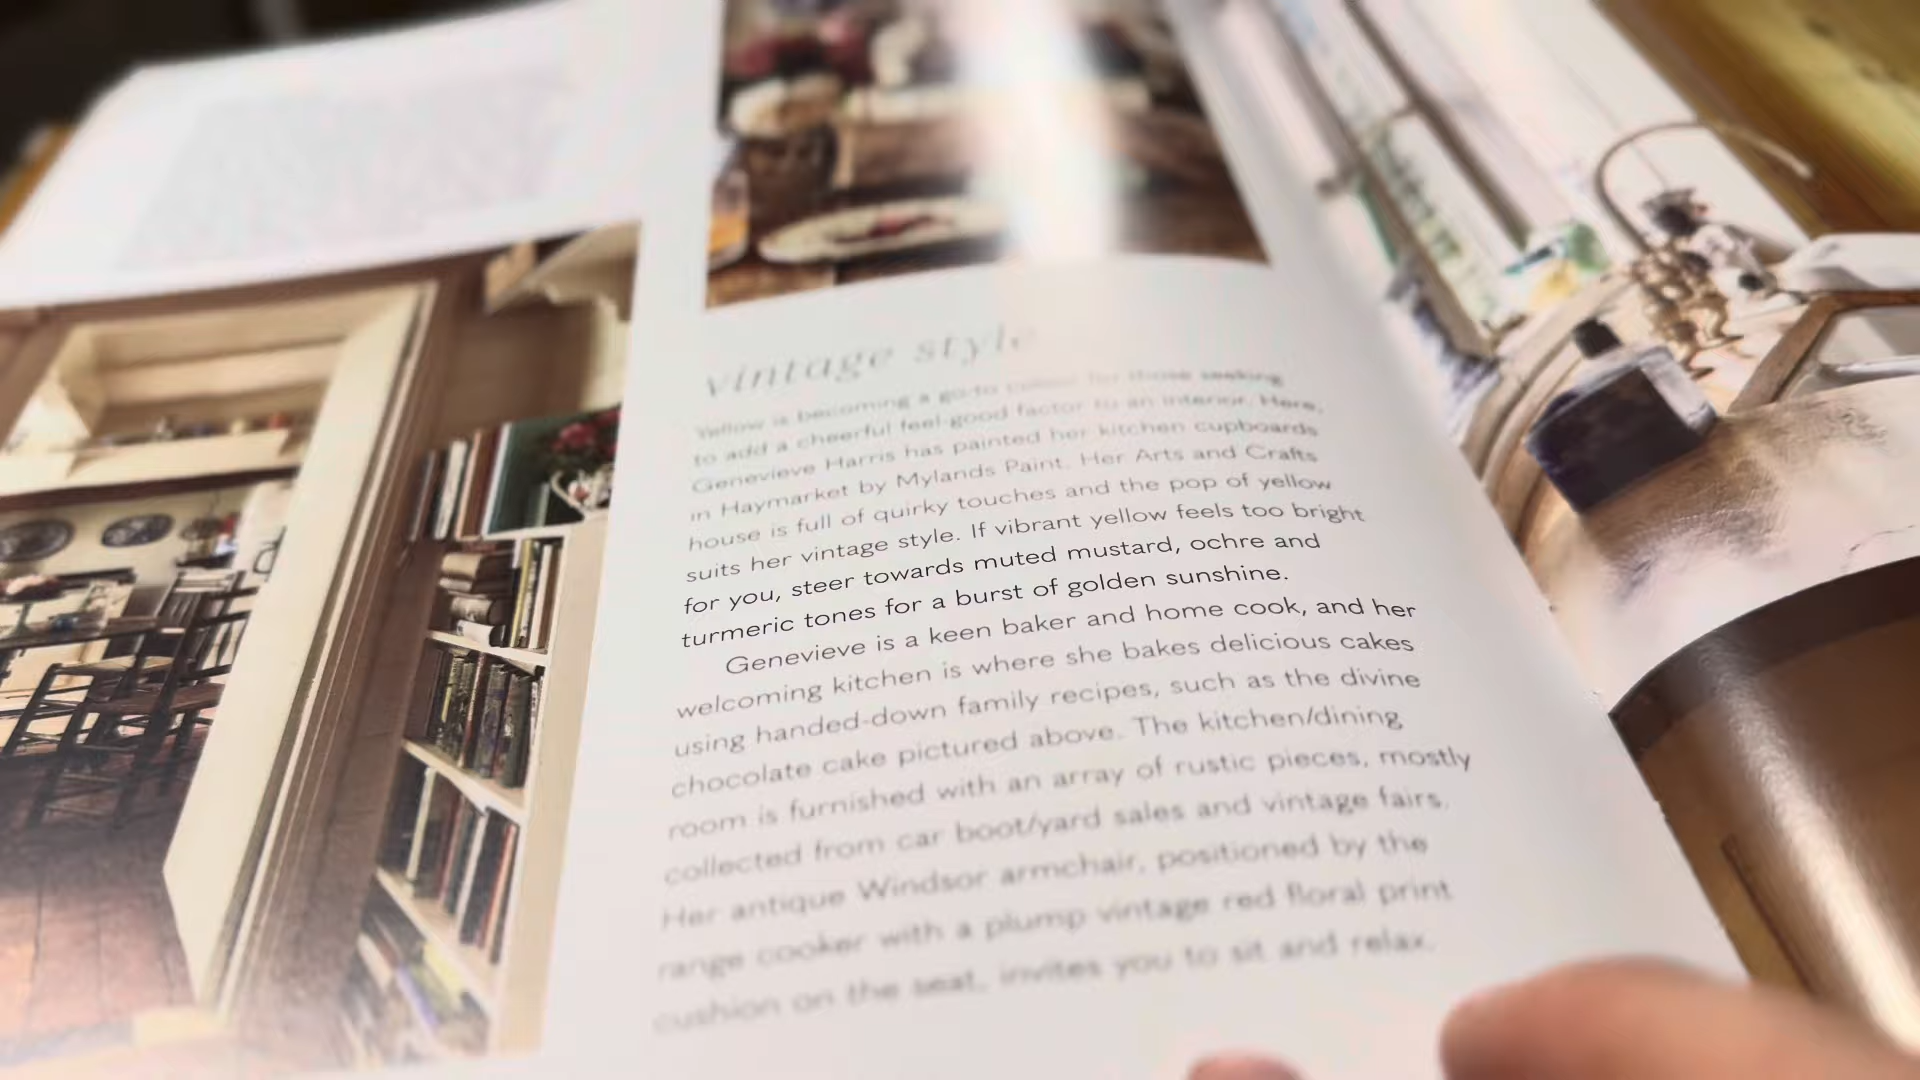 vintage style
Yellow is becoming a go-to colour for those seeking
to add a cheerful feel-good factor to an interior. Here,
Genevieve Harris has painted her kitchen cupboards
in Haymarket by Mylands Paint. Her Arts and Crafts
house is full of quirky touches and the pop of yellow
suits her vintage style. If vibrant yellow feels too bright
for you, steer towards muted mustard, ochre and
turmeric tones for a burst of golden sunshine.
Genevieve is a keen baker and home cook, and her
welcoming kitchen is where she bakes delicious cakes
using handed-down family recipes, such as the divine
chocolate cake pictured above. The kitchen/dining
room is furnished with an array of rustic pieces, mostly
collected from car boot/yard sales and vintage fairs.
Her antique Windsor armchair, positioned by the
range cooker with a plump vintage red floral print
cushion on the seat, invites you to sit and relax.